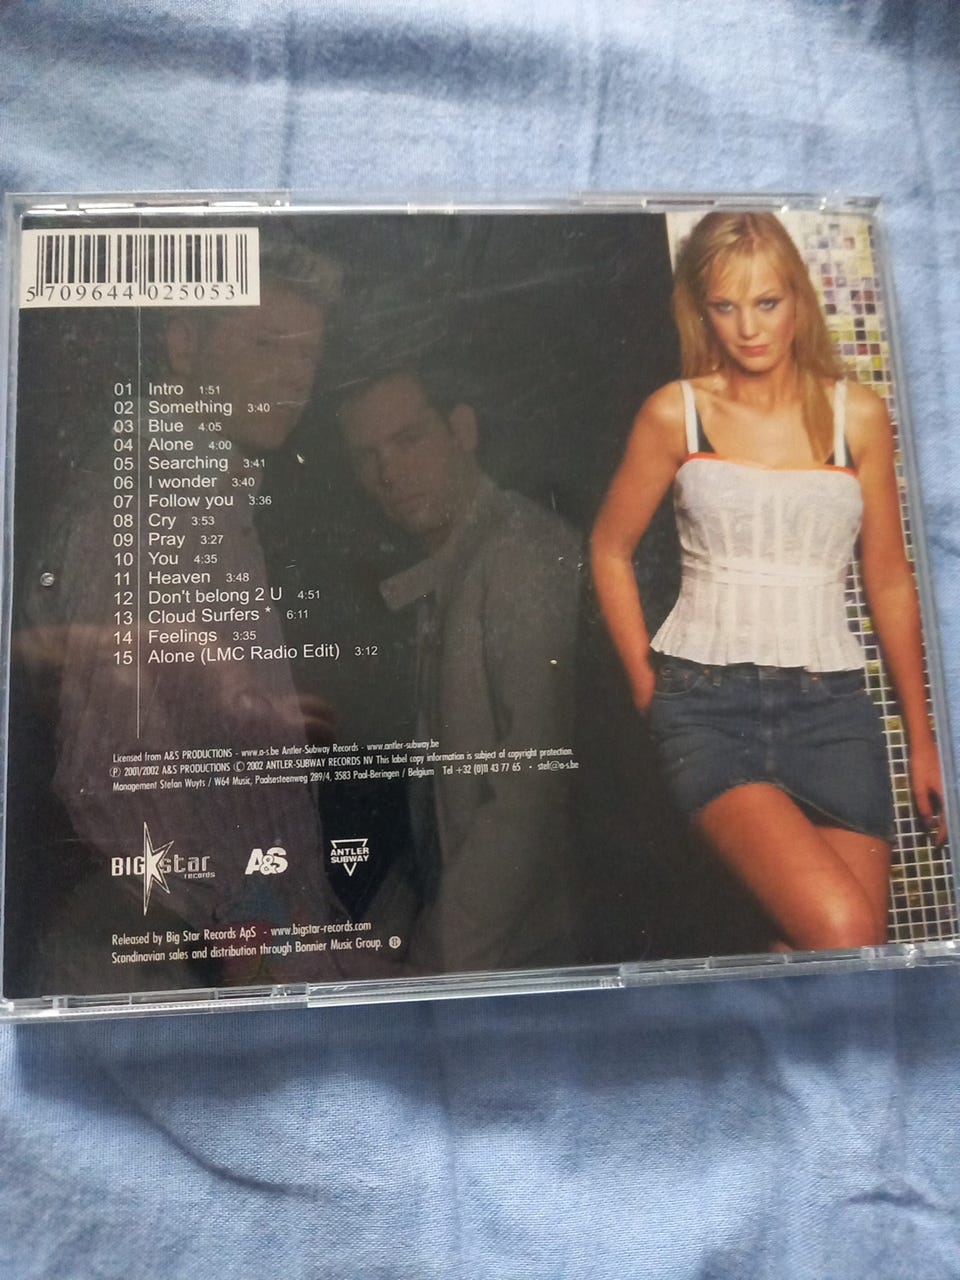 5 709644 025053
01 Intro 1:51
02 Something 3:40
03 Blue 4:05
04 Alone 4:00
05 Searching 3:41
06 I wonder 3:40
07 Follow you 3:36
08 Cry 3:53
09 Pray 3:27
10 You 4:35
11 Heaven 3:48
12 Don't belong 2 U 4:51
13 Cloud Surfers * 6:11
14 Feelings 3:35
15 Alone (LMC Radio Edit) 3:12
Licensed from A&S PRODUCTIONS - www.a-s.be Antler-Subway Records - www.antler-subway.be
Ⓟ 2001/2002 A&S PRODUCTIONS © 2002 ANTLER-SUBWAY RECORDS NV This label copy information is subject of copyright protection.
Management Stefan Wuyts / W64 Music, Paalsesteenweg 289/4, 3583 Paal-Beringen / Belgium Tel +32 (0)11 43 77 65 · stef@a-s.be
BIG star
records
A&S
ANTLER
SUBWAY
Released by Big Star Records ApS - www.bigstar-records.com
Scandinavian sales and distribution through Bonnier Music Group.